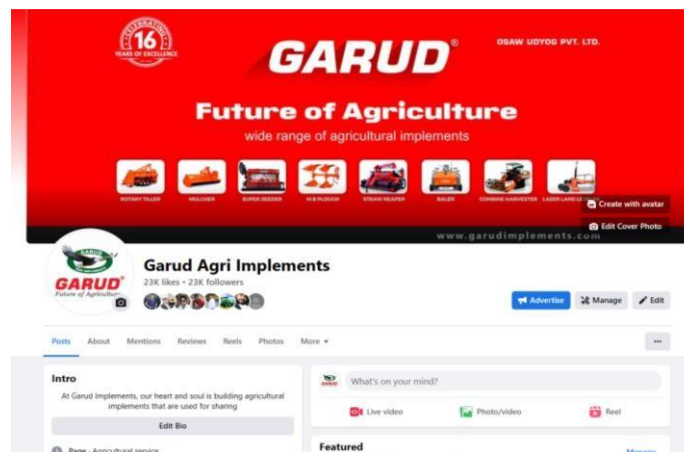 CELEBRATING
16
YEARS OF EXCELLENCE
GARUD®
OSAW UDYOG PVT. LTD.
Future of Agriculture
wide range of agricultural implements
ROTARY TILLER
MULCHER
SUPER SEEDER
M.B PLOUGH
STRAW REAPER
BALER
COMBINE HARVESTER
LASER LAND
Create with avatar
Edit Cover Photo
www.garudimplements.com
GARUD
GARUD
Future of Agriculture
Garud Agri Implements
23K likes • 23K followers
Advertise
Manage
Edit
Posts
About
Mentions
Reviews
Reels
Photos
More
Intro
At Garud Implements, our heart and soul is building agricultural
implements that are used for sharing
Edit Bio
Page · Agricultural service
What's on your mind?
Live video
Photo/video
Reel
Featured
Manage